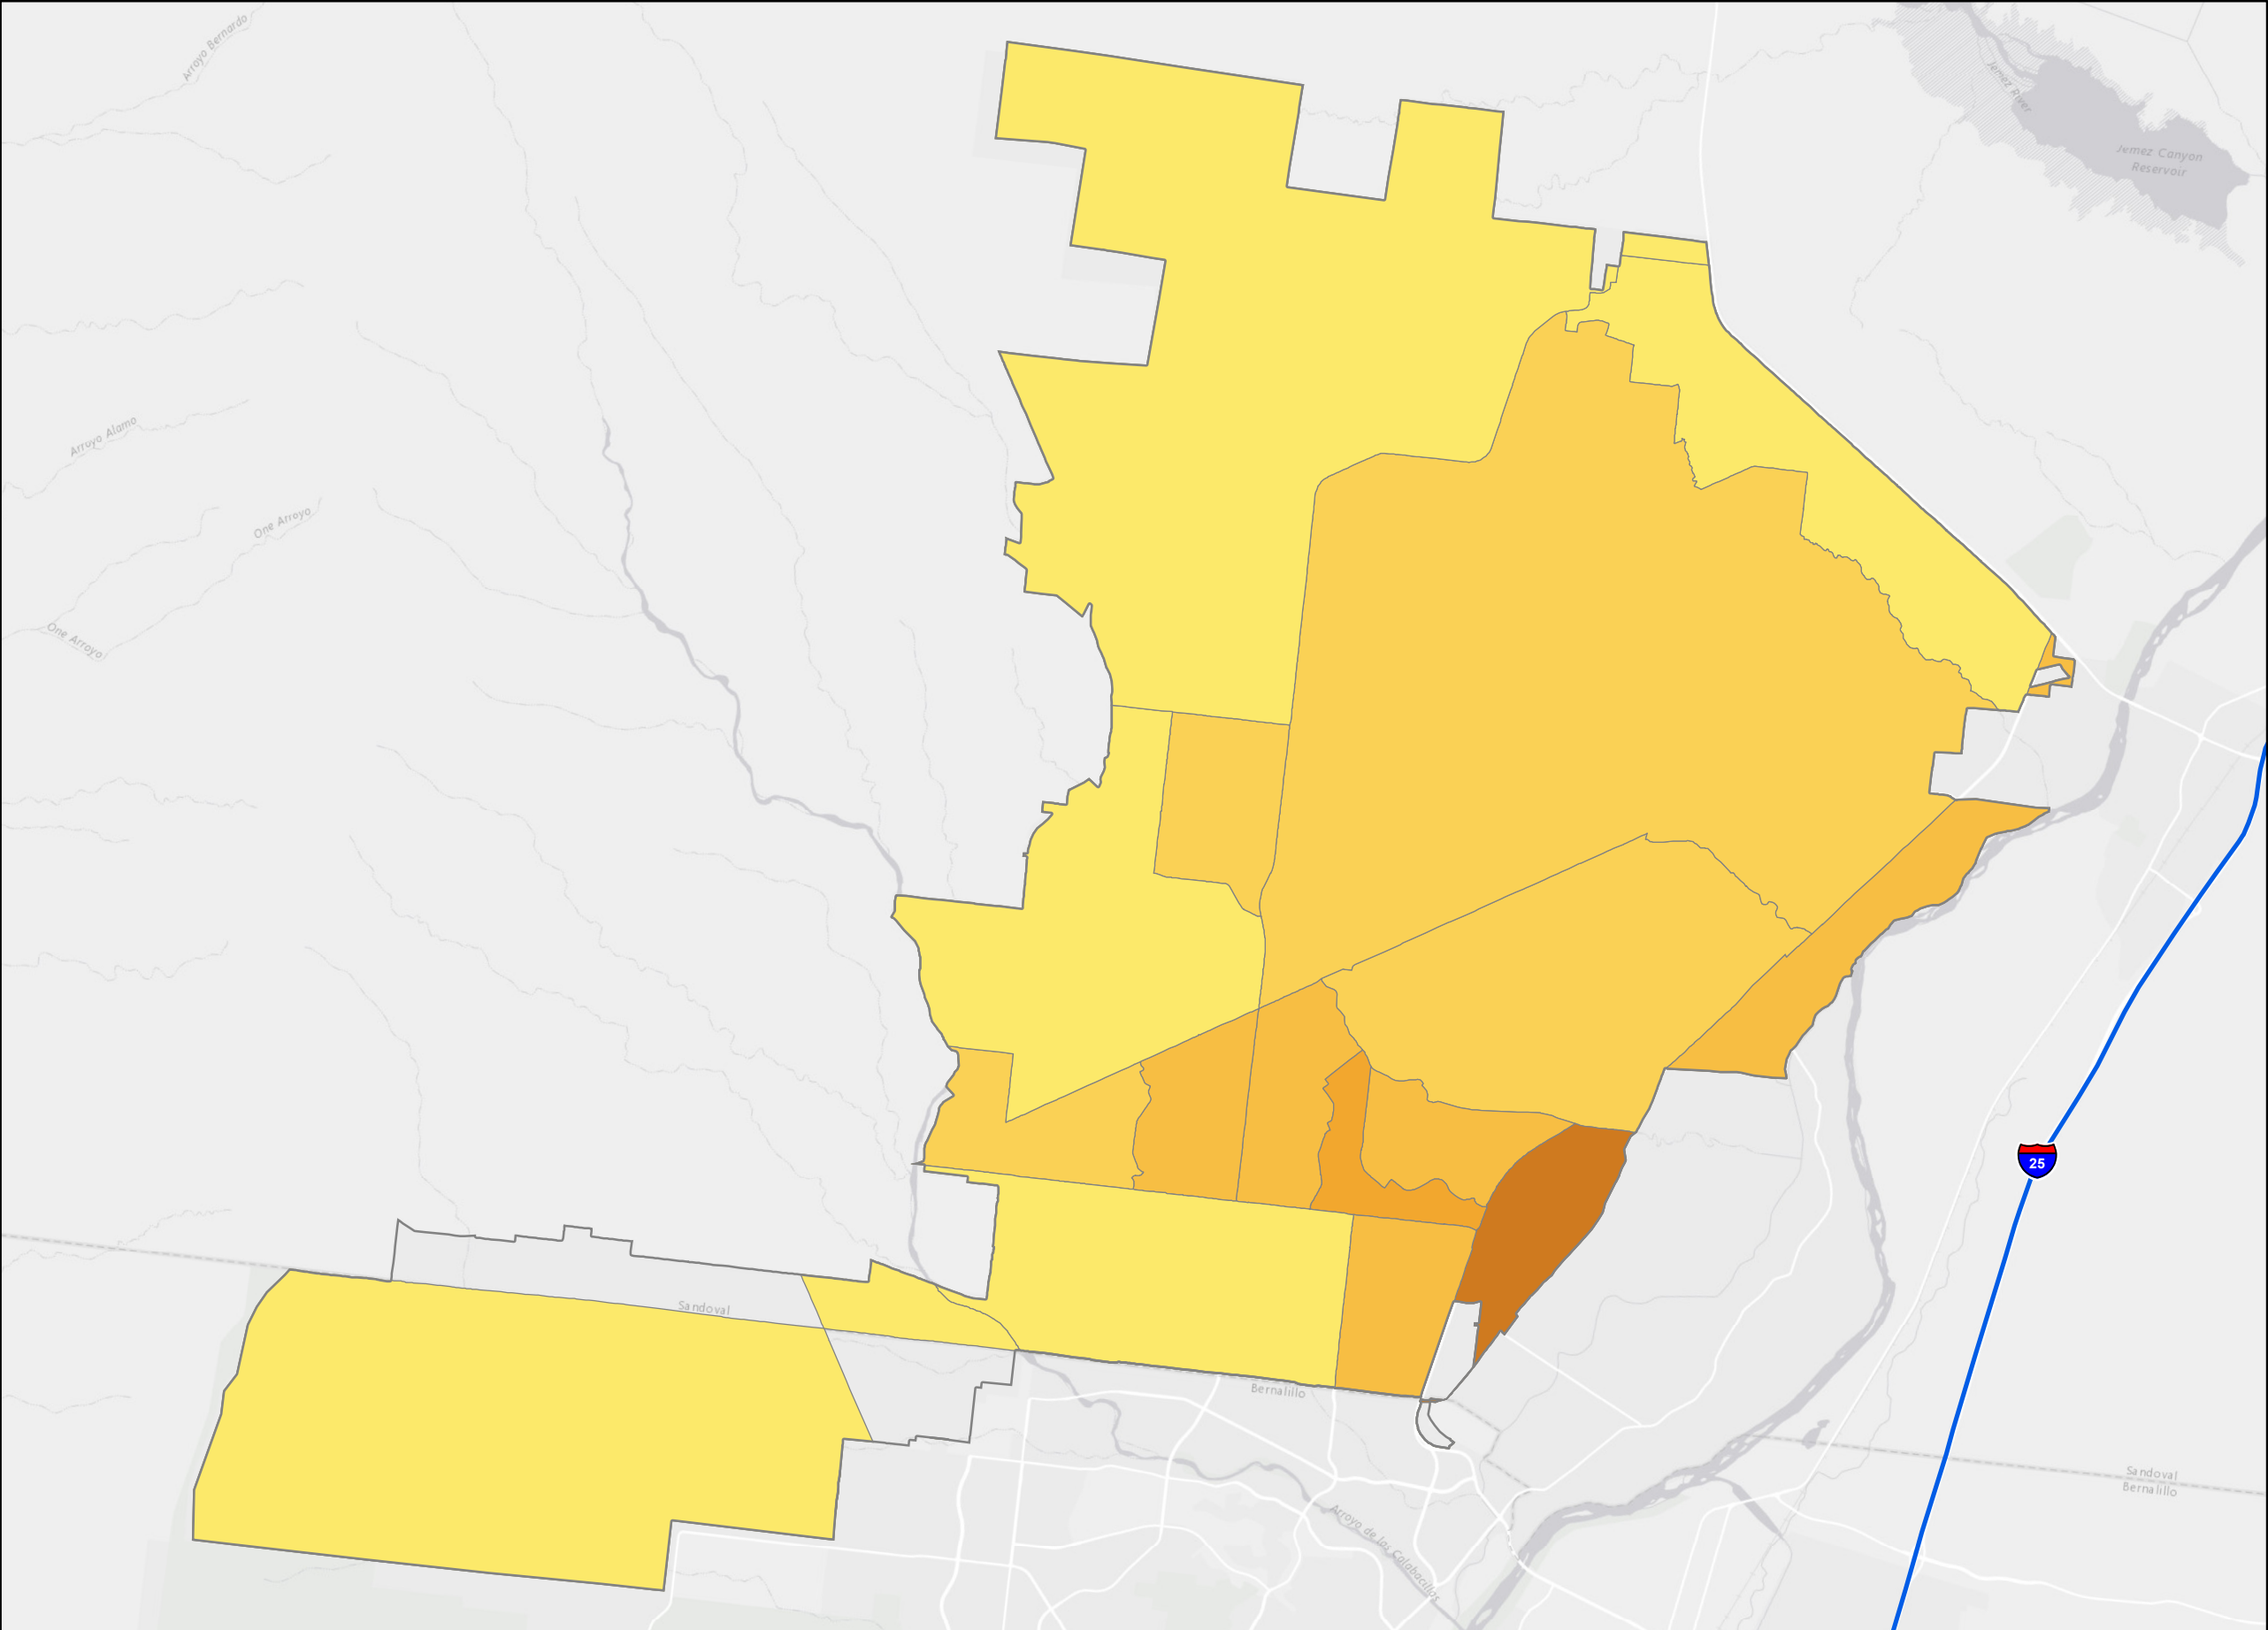 Arroyo Bernardo
Jemez River
Jemez Canyon
Reservoir
Arroyo Alamo
One Arroyo
One Arroyo
25
Sandoval
Bernalillo
Sandoval
Bernalillo
Arroyo de las Calabacillas